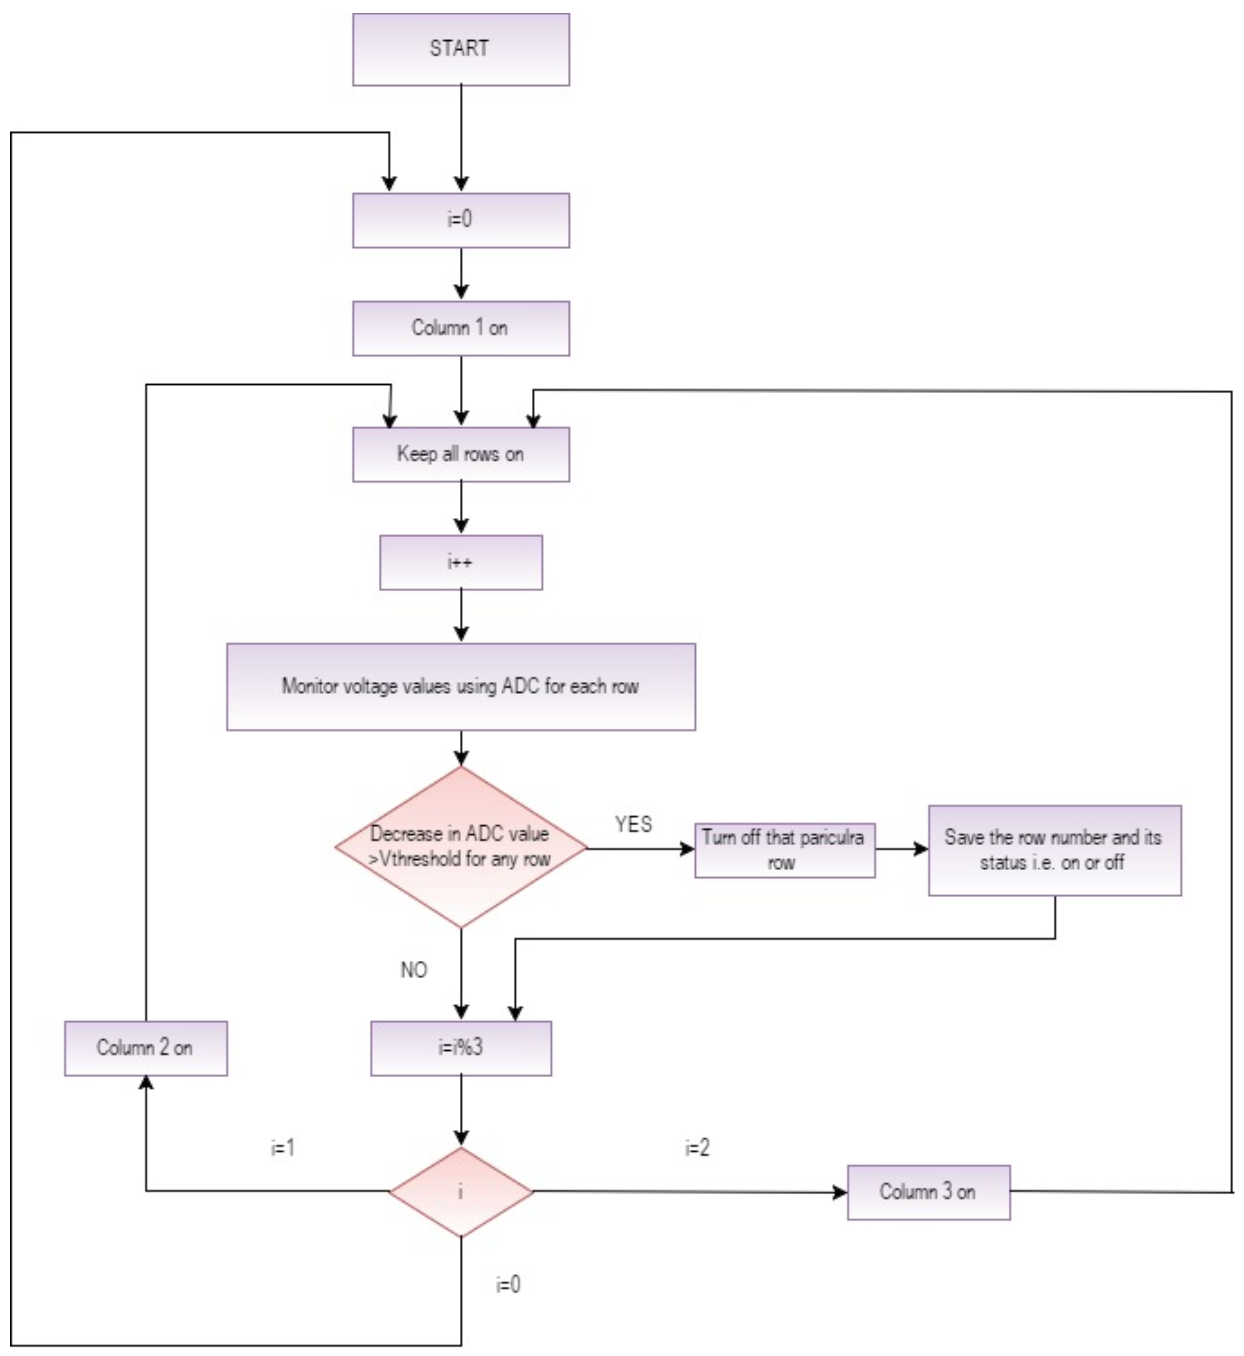 START
i=0
Column 1 on
Keep all rows on
i++
Monitor voltage values using ADC for each row
Decrease in ADC value
>Vthreshold for any row
YES
Turn off that pariculra
row
Save the row number and its
status i.e. on or off
NO
Column 2 on
i=i%3
i=1
i=2
i
Column 3 on
i=0